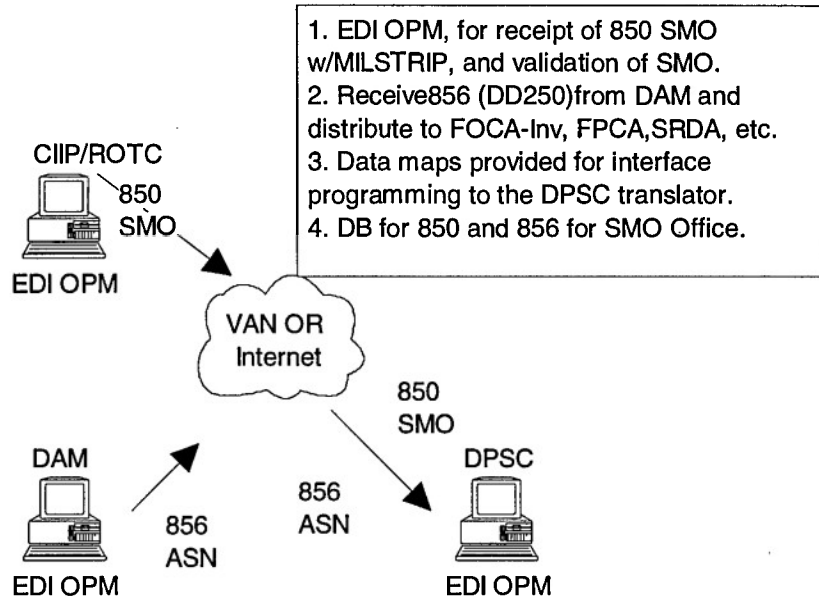 1. EDI OPM, for receipt of 850 SMO
w/MILSTRIP, and validation of SMO.
2. Receive856 (DD250)from DAM and
distribute to FOCA-Inv, FPCA,SRDA, etc.
3. Data maps provided for interface
programming to the DPSC translator.
4. DB for 850 and 856 for SMO Office.
CIIP/ROTC
850
SMO
EDI OPM
VAN OR
Internet
850
SMO
DAM
DPSC
856
ASN
856
ASN
EDI OPM
EDI OPM